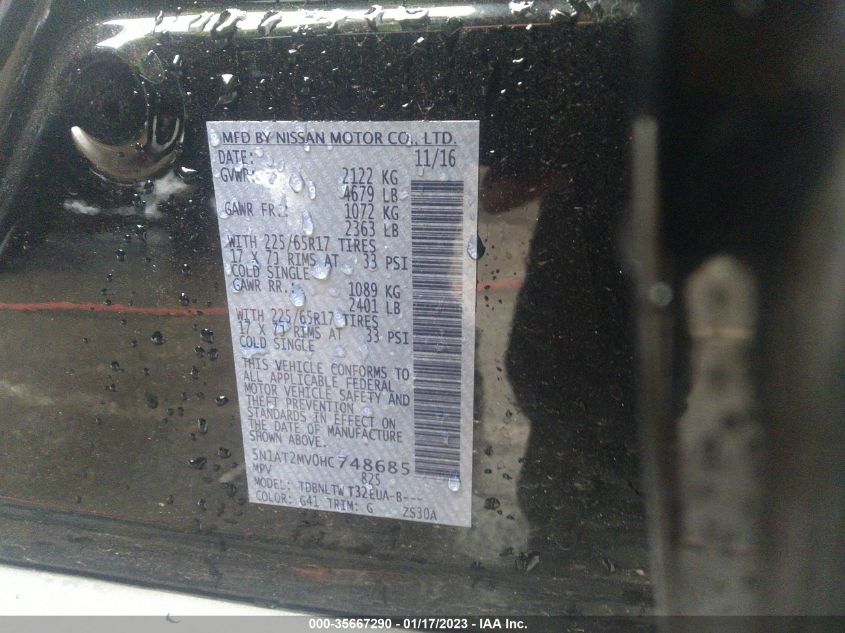 MFD BY NISSAN MOTOR CO., LTD.
DATE: 11/16
GVWR: 2122 KG
4679 LB
GAWR FR.: 1072 KG
2363 LB
WITH 225/65R17 TIRES
17 X 7J RIMS AT 33 PSI
COLD SINGLE
GAWR RR.: 1089 KG
2401 LB
WITH 225/65R17 TIRES
17 X 7J RIMS AT 33 PSI
COLD SINGLE
THIS VEHICLE CONFORMS TO
ALL APPLICABLE FEDERAL
MOTOR VEHICLE SAFETY AND
THEFT PREVENTION
STANDARDS IN EFFECT ON
THE DATE OF MANUFACTURE
SHOWN ABOVE.
5N1AT2MV0HC748685
MPV 825
MODEL: TDBNLTWT32EUA-B---
COLOR: G41 TRIM: G ZS30A
000-35667290 - 01/17/2023 - IAA Inc.